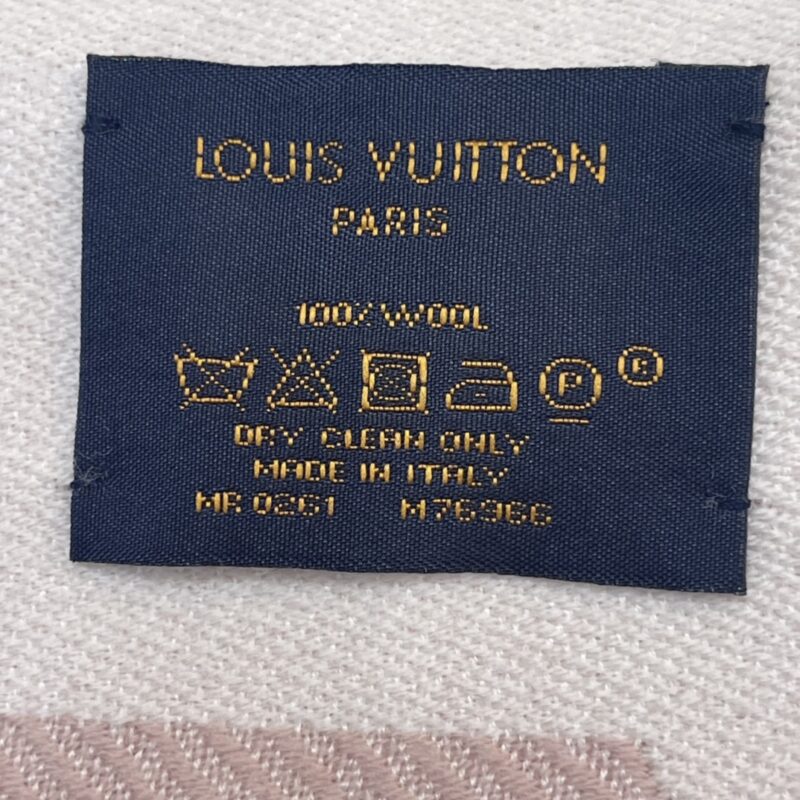 LOUIS VUITTON
PARIS
100% WOOL
P ®
DRY CLEAN ONLY
MADE IN ITALY
MR 0261 M76966